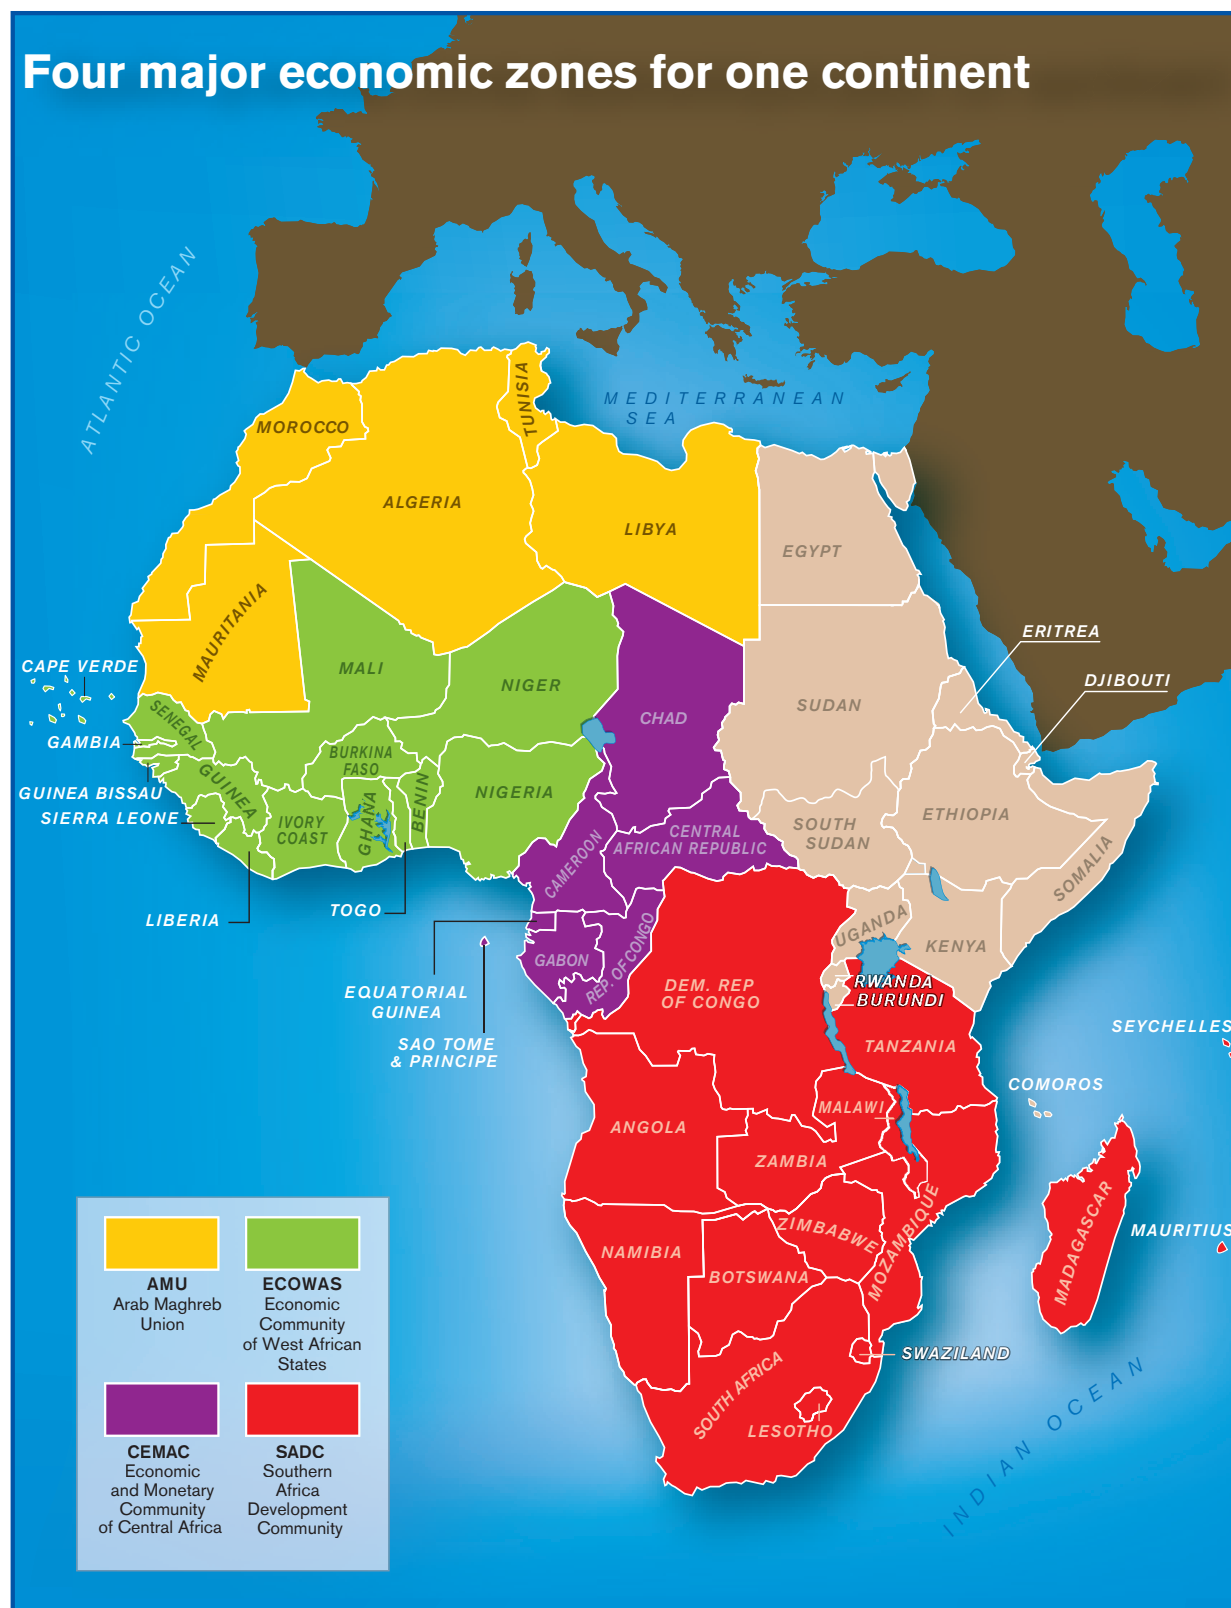 Four major economic zones for one continent
ATLANTIC OCEAN
MEDITERRANEAN
SEA
TUNISIA
MOROCCO
ALGERIA
LIBYA
EGYPT
MAURITANIA
ERITREA
DJIBOUTI
CAPE VERDE
MALI
NIGER
CHAD
SUDAN
SENEGAL
GAMBIA
BURKINA
FASO
GUINEA BISSAU
GUINEA
SIERRA LEONE
IVORY
COAST
GHANA
BENIN
NIGERIA
CENTRAL
AFRICAN REPUBLIC
SOUTH
SUDAN
ETHIOPIA
SOMALIA
CAMEROON
LIBERIA
TOGO
UGANDA
KENYA
GABON
REP. OF CONGO
EQUATORIAL
GUINEA
DEM. REP
OF CONGO
RWANDA
BURUNDI
SAO TOME
& PRINCIPE
TANZANIA
SEYCHELLES
COMOROS
MALAWI
ANGOLA
ZAMBIA
MOZAMBIQUE
MADAGASCAR
MAURITIUS
ZIMBABWE
NAMIBIA
BOTSWANA
SWAZILAND
SOUTH AFRICA
LESOTHO
INDIAN OCEAN
AMU
Arab Maghreb
Union
ECOWAS
Economic
Community
of West African
States
CEMAC
Economic
and Monetary
Community
of Central Africa
SADC
Southern
Africa
Development
Community